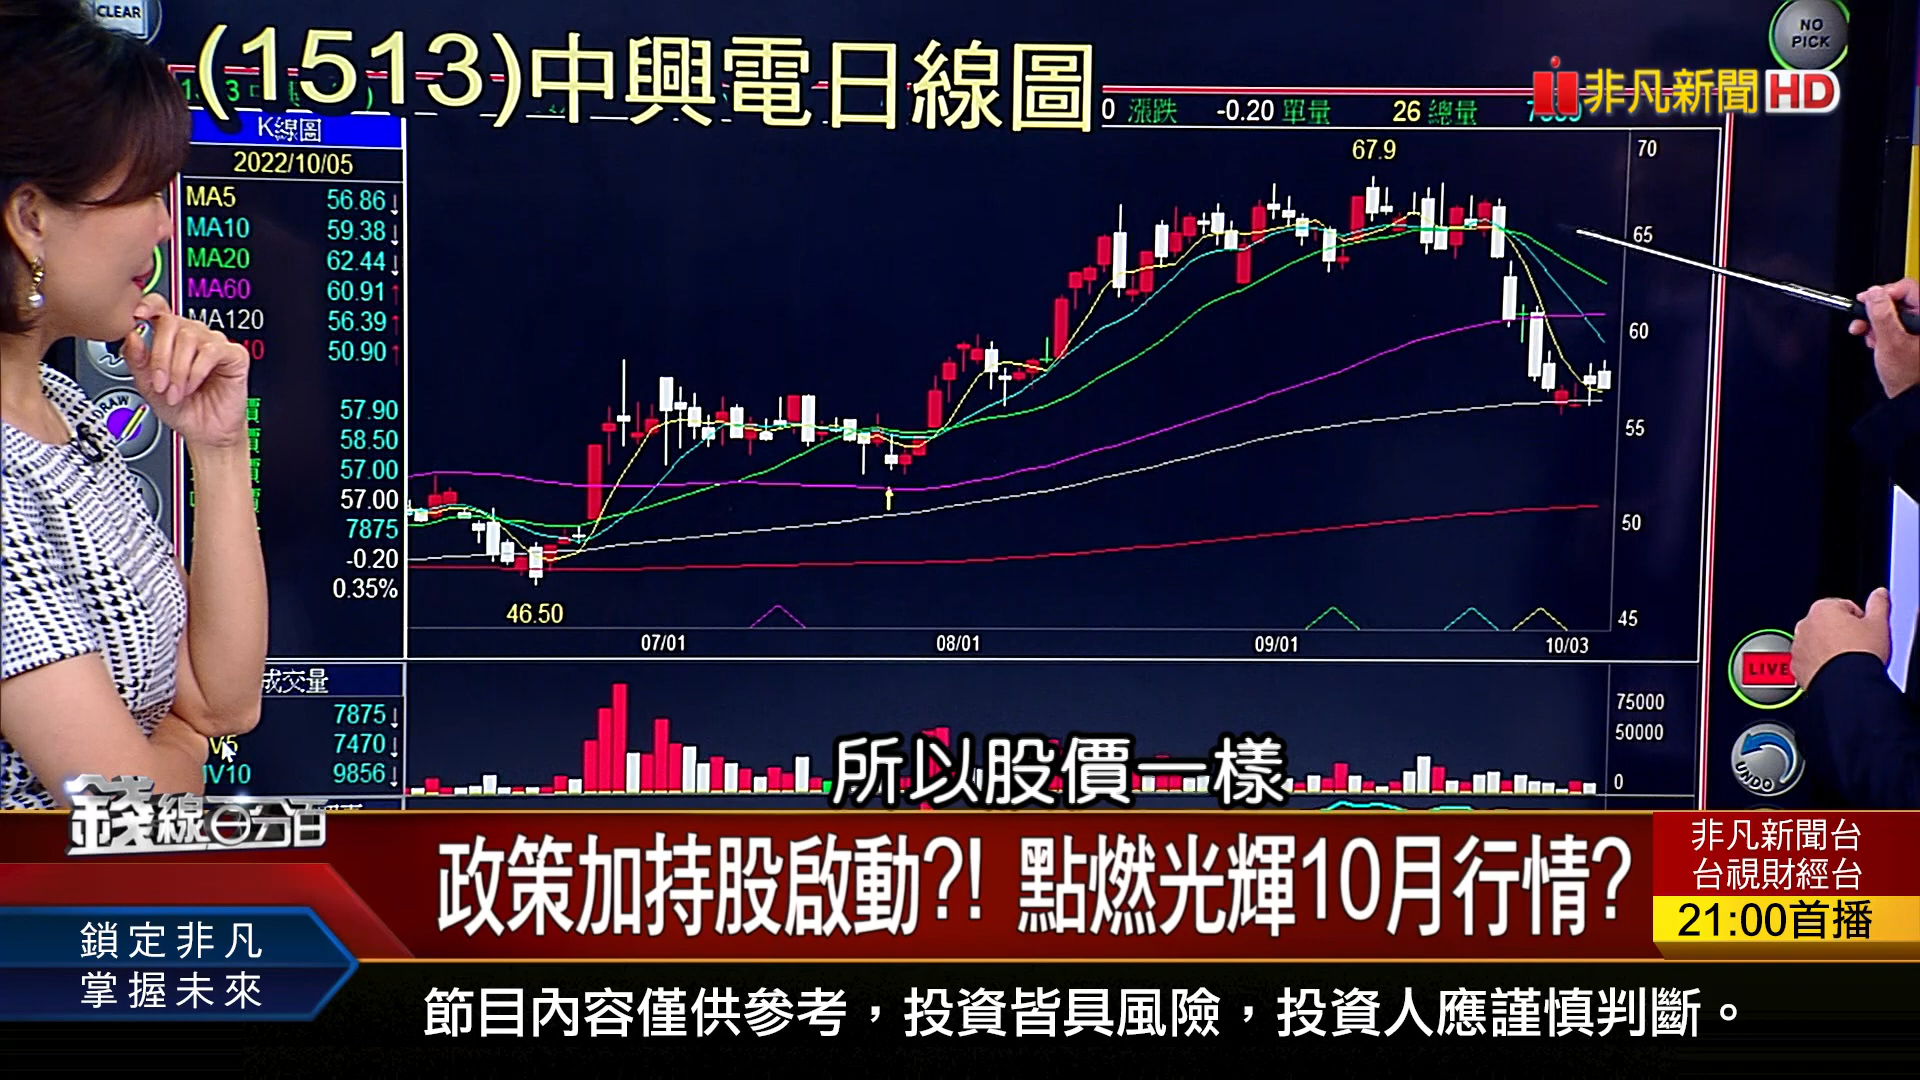 CLEAR
(1513)中興電日線圖
NO PICK
非凡新聞HD
0 漲跌 -0.20 單量 26 總量
K線圖
2022/10/05
MA5 56.86↓
MA10 59.38↓
MA20 62.44↓
MA60 60.91↑
MA120 56.39↑
50.90↑
57.90
58.50
57.00
57.00
7875
-0.20
0.35%
67.9
46.50
70
65
60
55
50
45
07/01 08/01 09/01 10/03
DRAW
LIVE
UNDO
成交量
7875↓
7470↓
9856↓
75000
50000
0
所以股價一樣
錢線百分百
政策加持股啟動?! 點燃光輝10月行情?
非凡新聞台
台視財經台
21:00首播
鎖定非凡
掌握未來
節目內容僅供參考，投資皆具風險，投資人應謹慎判斷。